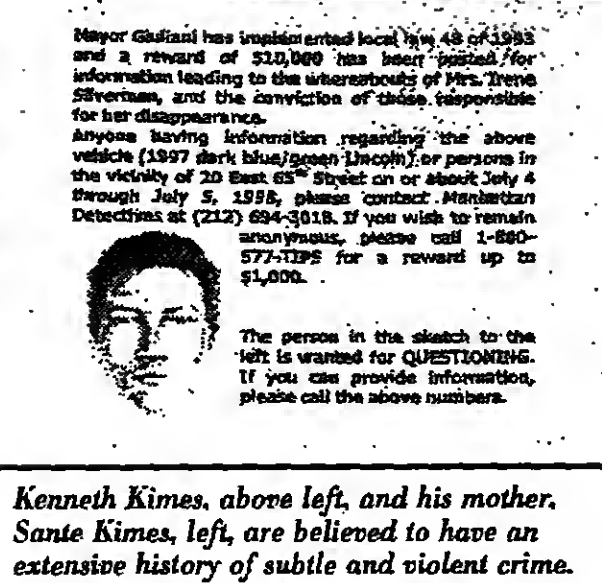 Mayor Giuliani has implemented local law 48 of 1993
and a reward of $10,000 has been posted for
information leading to the whereabouts of Mrs. Irene
Silverman, and the conviction of those responsible
for her disappearance.
Anyone having information regarding the above
vehicle (1997 dark blue/green Lincoln) or persons in
the vicinity of 20 East 65th Street on or about July 4
through July 5, 1998, please contact Manhattan
Detectives at (212) 694-3018. If you wish to remain
anonymous, please call 1-800-
577-TIPS for a reward up to
$1,000.
The person in the sketch to the
left is wanted for QUESTIONING.
If you can provide information,
please call the above numbers.
Kenneth Kimes, above left, and his mother,
Sante Kimes, left, are believed to have an
extensive history of subtle and violent crime.